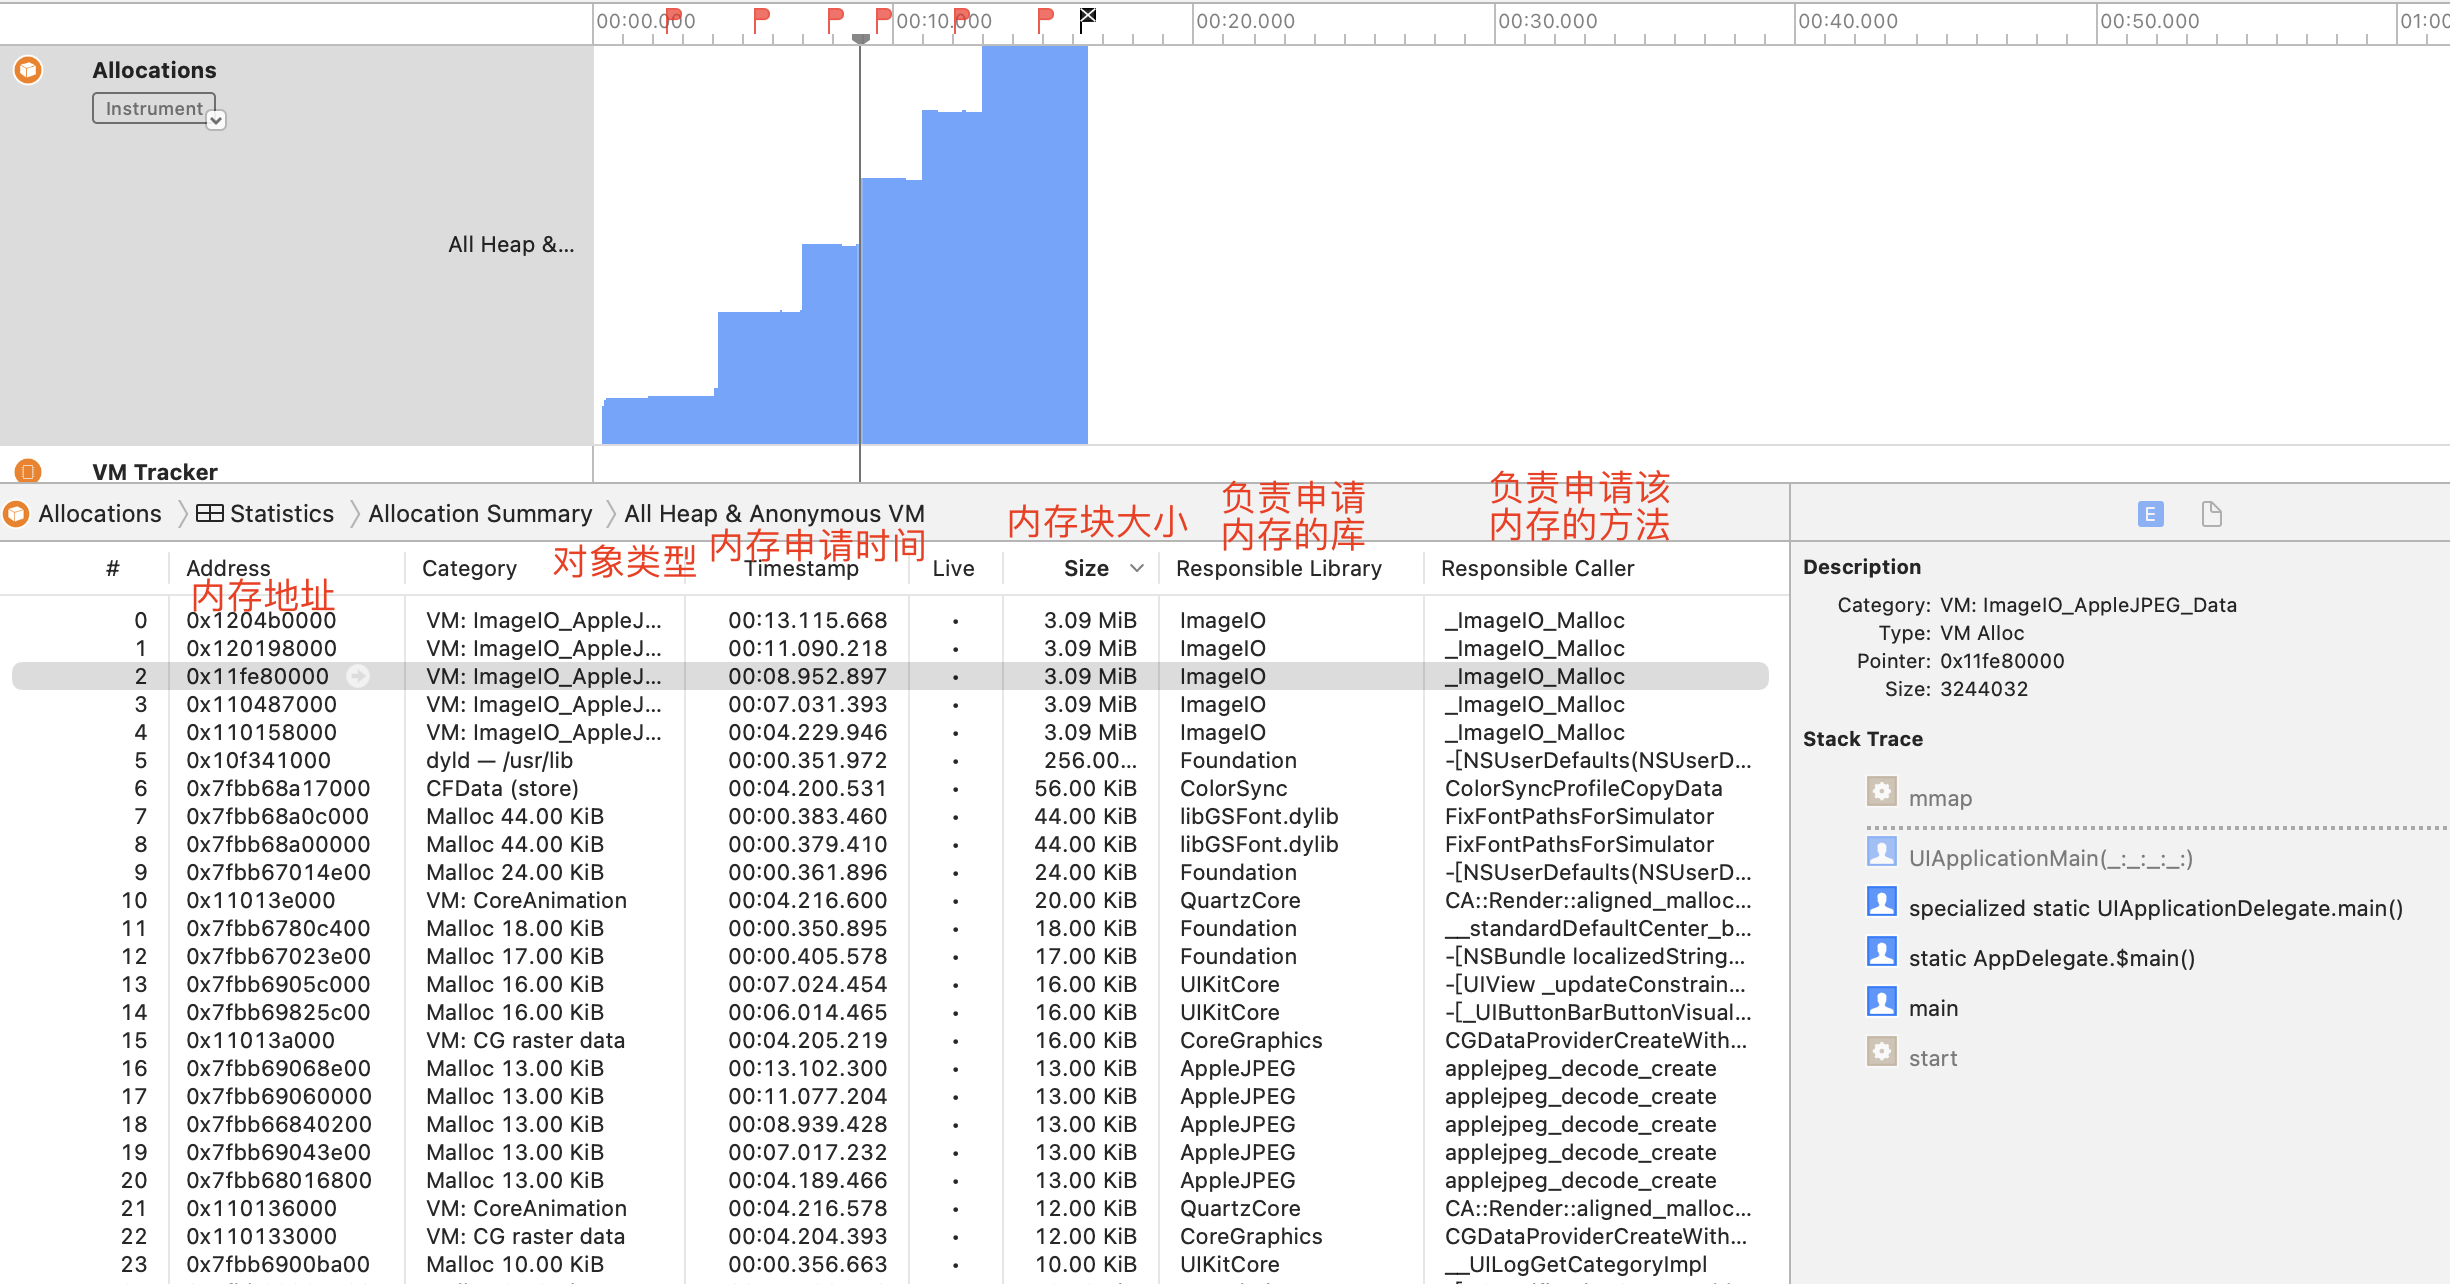 00:00.000 00:10.000 00:20.000 00:30.000 00:40.000 00:50.000 01:00
Allocations
Instrument
All Heap &...
VM Tracker
Allocations Statistics Allocation Summary All Heap & Anonymous VM
内存地址
对象类型
内存申请时间
内存块大小
负责申请
内存的库
负责申请该
内存的方法
# Address Category Timestamp Live Size Responsible Library Responsible Caller
0 0x1204b0000 VM: ImageIO_AppleJ... 00:13.115.668 • 3.09 MiB ImageIO _ImageIO_Malloc
1 0x120198000 VM: ImageIO_AppleJ... 00:11.090.218 • 3.09 MiB ImageIO _ImageIO_Malloc
2 0x11fe80000 VM: ImageIO_AppleJ... 00:08.952.897 • 3.09 MiB ImageIO _ImageIO_Malloc
3 0x110487000 VM: ImageIO_AppleJ... 00:07.031.393 • 3.09 MiB ImageIO _ImageIO_Malloc
4 0x110158000 VM: ImageIO_AppleJ... 00:04.229.946 • 3.09 MiB ImageIO _ImageIO_Malloc
5 0x10f341000 dyld — /usr/lib 00:00.351.972 • 256.00... Foundation -[NSUserDefaults(NSUserD...
6 0x7fbb68a17000 CFData (store) 00:04.200.531 • 56.00 KiB ColorSync ColorSyncProfileCopyData
7 0x7fbb68a0c000 Malloc 44.00 KiB 00:00.383.460 • 44.00 KiB libGSFont.dylib FixFontPathsForSimulator
8 0x7fbb68a00000 Malloc 44.00 KiB 00:00.379.410 • 44.00 KiB libGSFont.dylib FixFontPathsForSimulator
9 0x7fbb67014e00 Malloc 24.00 KiB 00:00.361.896 • 24.00 KiB Foundation -[NSUserDefaults(NSUserD...
10 0x11013e000 VM: CoreAnimation 00:04.216.600 • 20.00 KiB QuartzCore CA::Render::aligned_malloc...
11 0x7fbb6780c400 Malloc 18.00 KiB 00:00.350.895 • 18.00 KiB Foundation __standardDefaultCenter_b...
12 0x7fbb67023e00 Malloc 17.00 KiB 00:00.405.578 • 17.00 KiB Foundation -[NSBundle localizedString...
13 0x7fbb6905c000 Malloc 16.00 KiB 00:07.024.454 • 16.00 KiB UIKitCore -[UIView _updateConstrain...
14 0x7fbb69825c00 Malloc 16.00 KiB 00:06.014.465 • 16.00 KiB UIKitCore -[_UIButtonBarButtonVisual...
15 0x11013a000 VM: CG raster data 00:04.205.219 • 16.00 KiB CoreGraphics CGDataProviderCreateWith...
16 0x7fbb69068e00 Malloc 13.00 KiB 00:13.102.300 • 13.00 KiB AppleJPEG applejpeg_decode_create
17 0x7fbb69060000 Malloc 13.00 KiB 00:11.077.204 • 13.00 KiB AppleJPEG applejpeg_decode_create
18 0x7fbb66840200 Malloc 13.00 KiB 00:08.939.428 • 13.00 KiB AppleJPEG applejpeg_decode_create
19 0x7fbb69043e00 Malloc 13.00 KiB 00:07.017.232 • 13.00 KiB AppleJPEG applejpeg_decode_create
20 0x7fbb68016800 Malloc 13.00 KiB 00:04.189.466 • 13.00 KiB AppleJPEG applejpeg_decode_create
21 0x110136000 VM: CoreAnimation 00:04.216.578 • 12.00 KiB QuartzCore CA::Render::aligned_malloc...
22 0x110133000 VM: CG raster data 00:04.204.393 • 12.00 KiB CoreGraphics CGDataProviderCreateWith...
23 0x7fbb6900ba00 Malloc 10.00 KiB 00:00.356.663 • 10.00 KiB UIKitCore __UILogGetCategoryImpl
E
Description
Category: VM: ImageIO_AppleJPEG_Data
Type: VM Alloc
Pointer: 0x11fe80000
Size: 3244032
Stack Trace
mmap
UIApplicationMain(_:_:_:_:)
specialized static UIApplicationDelegate.main()
static AppDelegate.$main()
main
start